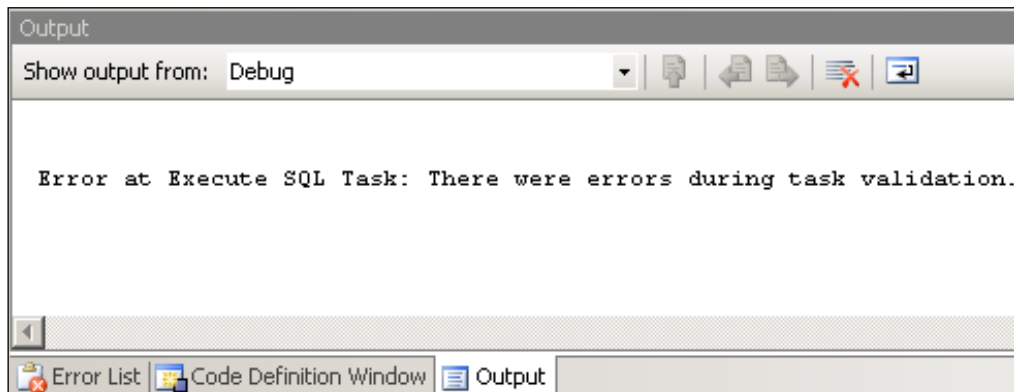 Output
Show output from: Debug
Error at Execute SQL Task: There were errors during task validation.
Error List Code Definition Window Output